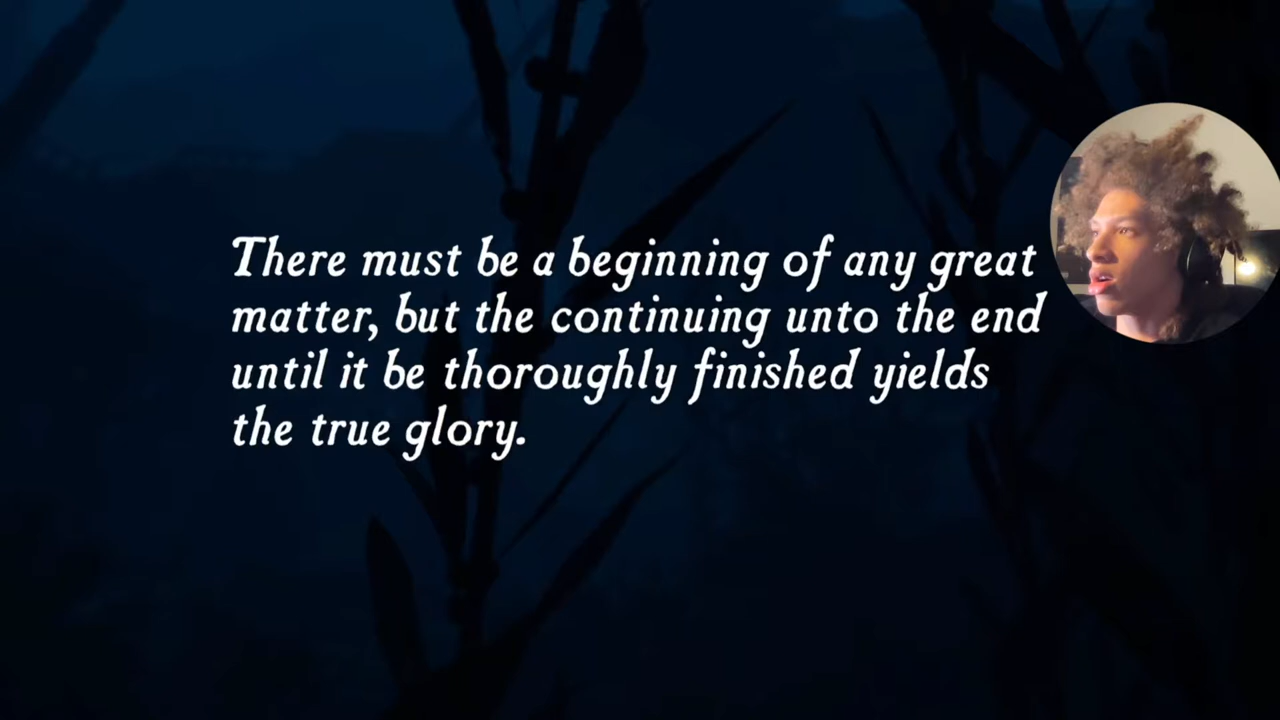 There must be a beginning of any great
matter, but the continuing unto the end
until it be thoroughly finished yields
the true glory.